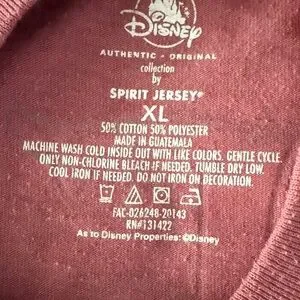 Disney
AUTHENTIC • ORIGINAL
collection
by
SPIRIT JERSEY®
XL
50% COTTON 50% POLYESTER
MADE IN GUATEMALA
MACHINE WASH COLD INSIDE OUT WITH LIKE COLORS. GENTLE CYCLE.
ONLY NON-CHLORINE BLEACH IF NEEDED. TUMBLE DRY LOW.
COOL IRON IF NEEDED. DO NOT IRON ON DECORATION.
FAC-026248-20143
RN#131422
As to Disney Properties: ©Disney